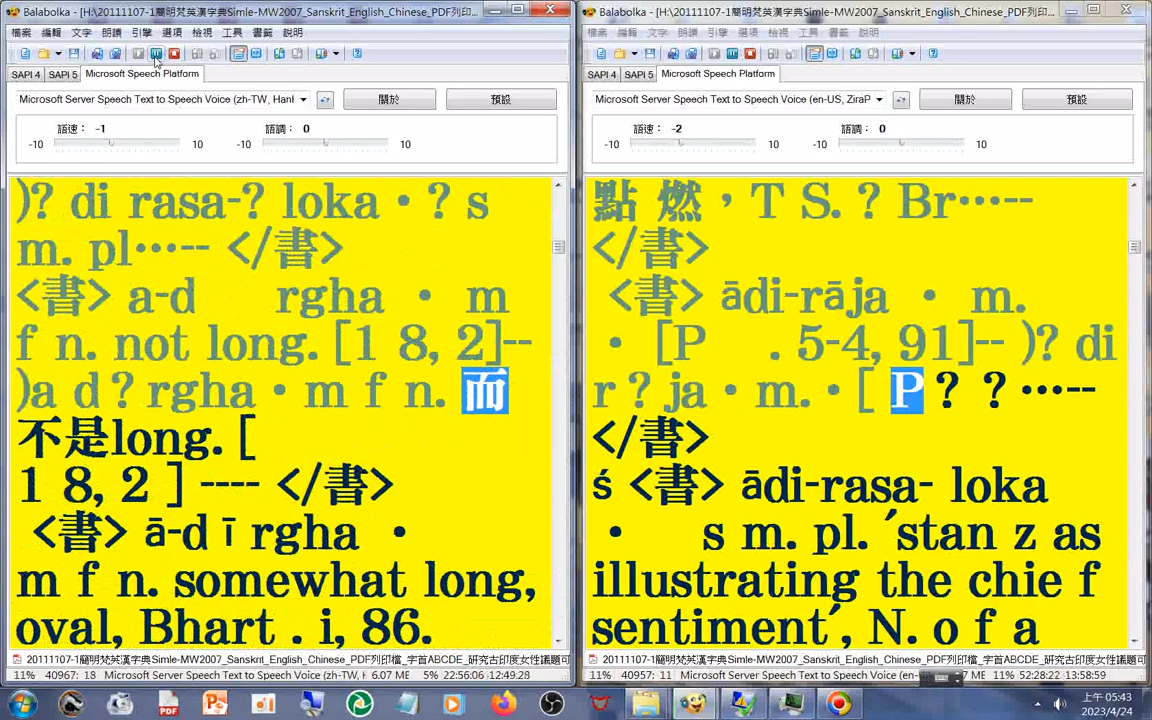 Balabolka - [H:\20111107-1簡明梵英漢字典Simle-MW2007_Sanskrit_English_Chinese_PDF列印...
檔案 編輯 文字 朗讀 引擎 選項 檢視 工具 書籤 說明
SAPI 4 SAPI 5 Microsoft Speech Platform
Microsoft Server Speech Text to Speech Voice (zh-TW, Hanl
關於 預設
語速： -1 語調： 0
-10 10 -10 10
)? di rasa-? loka • ? s
m. pl…-- </書>
<書> a-d rgha • m
f n. not long. [1 8, 2]--
)a d ? rgha • m f n. 而
不是long. [
1 8, 2 ] ---- </書>
<書> ā-d ī rgha •
m f n. somewhat long,
oval, Bhart . i, 86.
20111107-1簡明梵英漢字典Simle-MW2007_Sanskrit_English_Chinese_PDF列印檔_字首ABCDE_研究古印度女性議題可
11% 40967: 18 Microsoft Server Speech Text to Speech Voice (zh-TW, H 6.07 ME 5% 22:56:06 12:49:28
Balabolka - [H:\20111107-1簡明梵英漢字典Simle-MW2007_Sanskrit_English_Chinese_PDF列印...
檔案 編輯 文字 朗讀 引擎 選項 檢視 工具 書籤 說明
SAPI 4 SAPI 5 Microsoft Speech Platform
Microsoft Server Speech Text to Speech Voice (en-US, ZiraP
關於 預設
語速： -2 語調： 0
-10 10 -10 10
點 燃，T S. ? Br…--
</書>
<書> ādi-rāja • m.
• [P . 5-4, 91]-- )? di
r ? ja • m. • [ P ? ? …--
</書>
ś <書> ādi-rasa- loka
• s m. pl. ′stan z as
illustrating the chie f
sentiment′, N. o f a
20111107-1簡明梵英漢字典Simle-MW2007_Sanskrit_English_Chinese_PDF列印檔_字首ABCDE_研究古印度女性議題可
11% 40957: 11 Microsoft Server Speech Text to Speech Voice (en-
11% 52:28:22 13:58:59
上午 05:43
2023/4/24